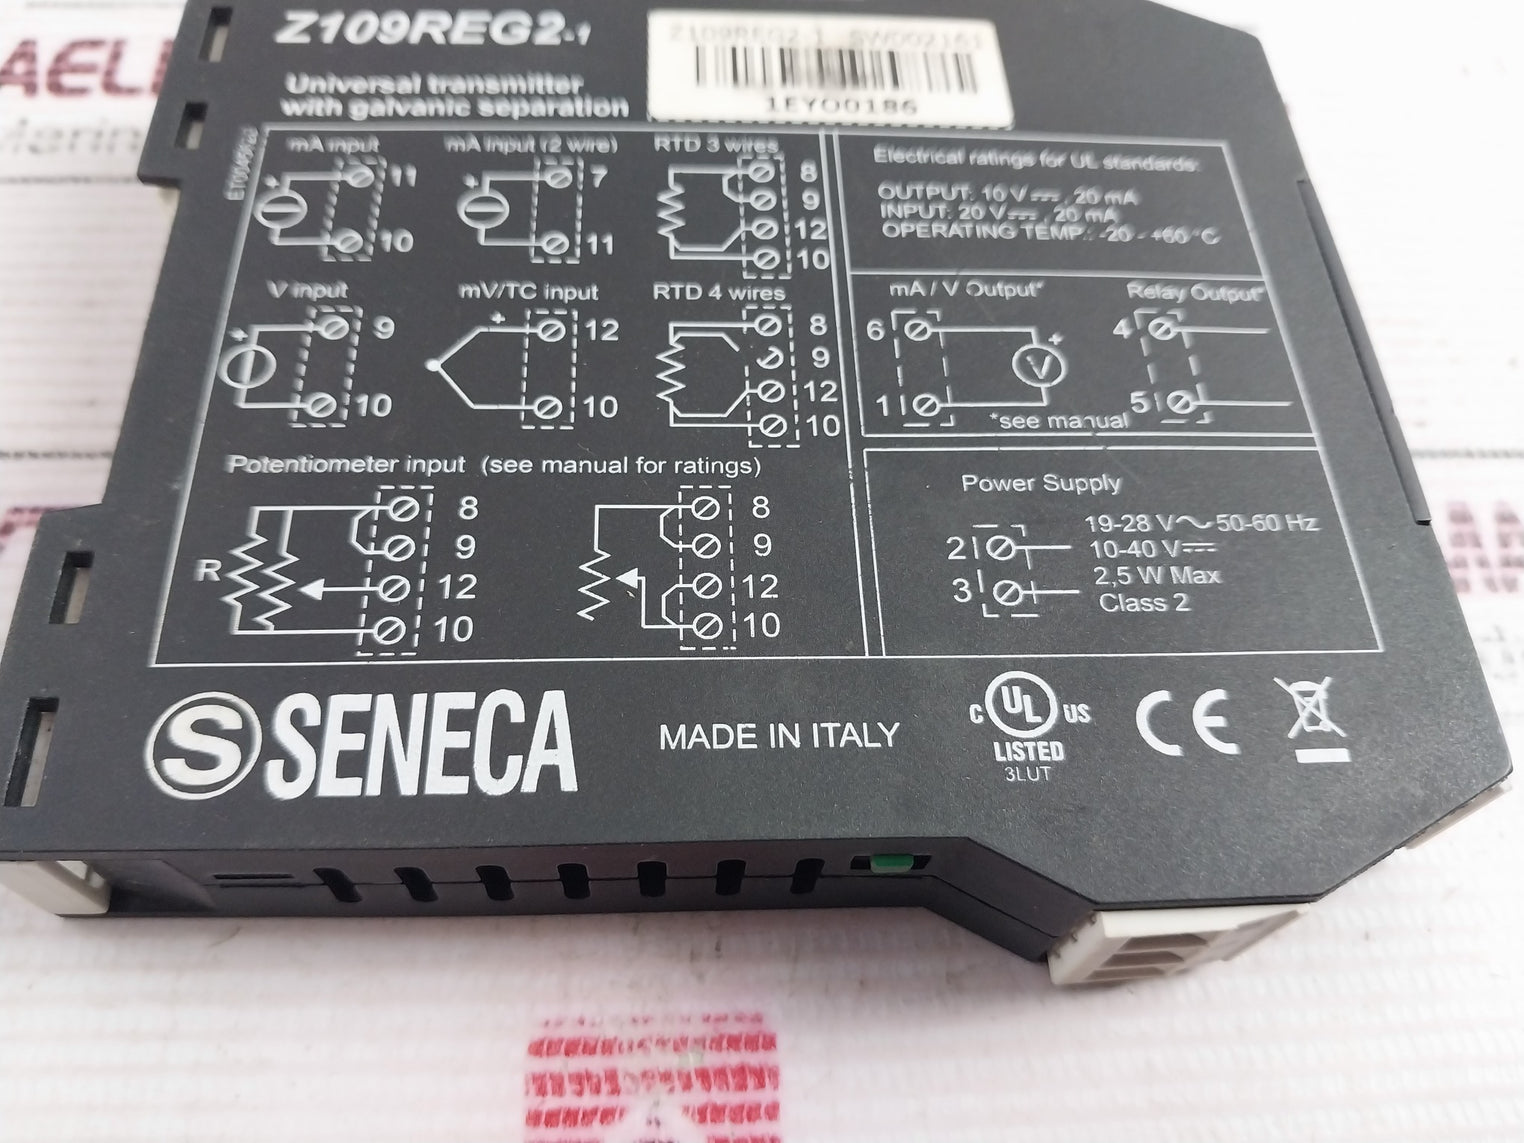 Z109REG2-1
Z109REG2-1 SW002161
1EY00186
Universal transmitter
with galvanic separation
mA input
11
10
mA input (2 wire)
7
11
RTD 3 wires
8
9
12
10
V input
9
10
mV/TC input
12
10
RTD 4 wires
8
9
12
10
Potentiometer input (see manual for ratings)
R
8
9
12
10
8
9
12
10
Electrical ratings for UL standards:
OUTPUT: 10 V⎓, 20 mA
INPUT: 20 V⎓, 20 mA
OPERATING TEMP.: -20 - +60 °C
mA / V Output*
6
1
+
V
Relay Output*
4
5
*see manual
Power Supply
2
3
19-28 V~ 50-60 Hz
10-40 V⎓
2,5 W Max
Class 2
S SENECA
MADE IN ITALY
C UL US
LISTED
3LUT
CE